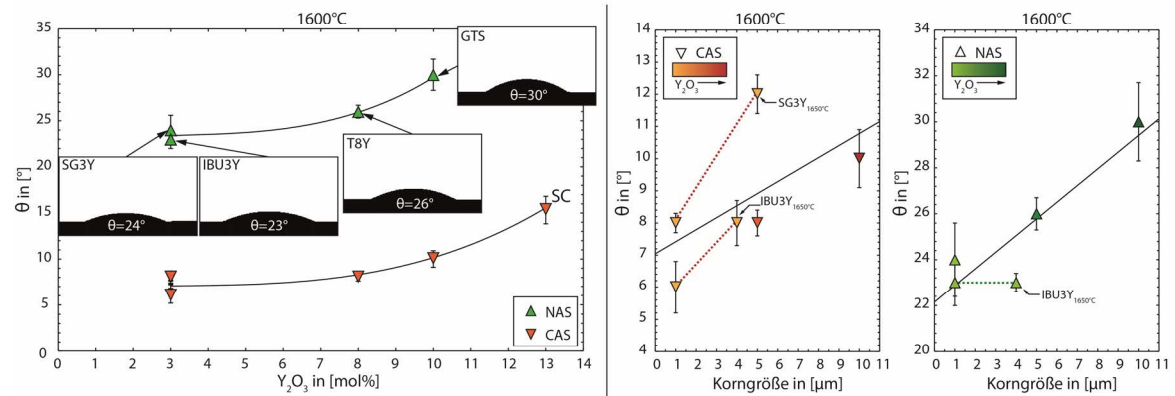 1600°C
35
30
25
20
15
10
5
0
θ in [°]
GTS
θ=30°
T8Y
θ=26°
SG3Y
θ=24°
IBU3Y
θ=23°
SC
NAS
CAS
0 1 2 3 4 5 6 7 8 9 10 11 12 13 14
Y₂O₃ in [mol%]
1600°C
14
13
12
11
10
9
8
7
6
5
4
θ in [°]
CAS
Y₂O₃
SG3Y1650°C
IBU3Y1650°C
0 1 2 3 4 5 6 7 8 9 10 11
Korngröße in [µm]
1600°C
34
32
30
28
26
24
22
20
θ in [°]
NAS
Y₂O₃
IBU3Y1650°C
0 1 2 3 4 5 6 7 8 9 10 11
Korngröße in [µm]